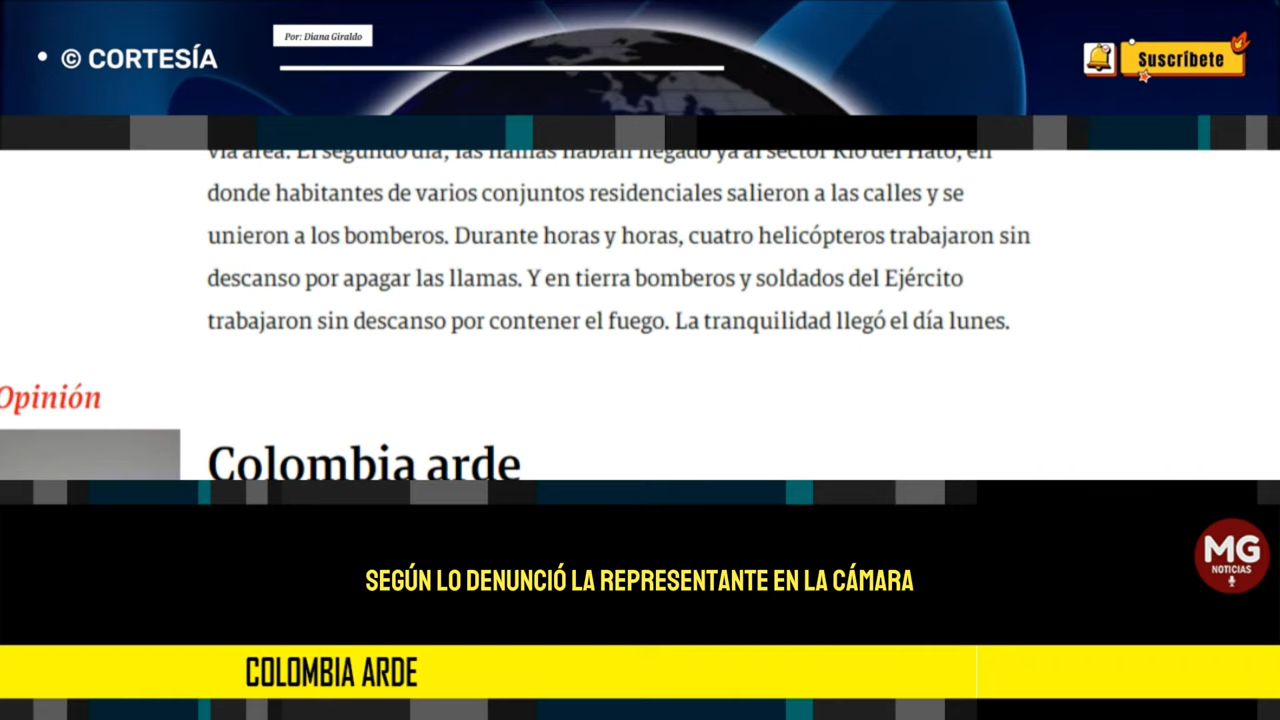 • © CORTESÍA
Por: Diana Giraldo
Suscríbete
vía área. El segundo día, las llamas habían llegado ya al sector Río del Hato, en
donde habitantes de varios conjuntos residenciales salieron a las calles y se
unieron a los bomberos. Durante horas y horas, cuatro helicópteros trabajaron sin
descanso por apagar las llamas. Y en tierra bomberos y soldados del Ejército
trabajaron sin descanso por contener el fuego. La tranquilidad llegó el día lunes.
Opinión
Colombia arde
SEGÚN LO DENUNCIÓ LA REPRESENTANTE EN LA CÁMARA
MG
NOTICIAS
COLOMBIA ARDE